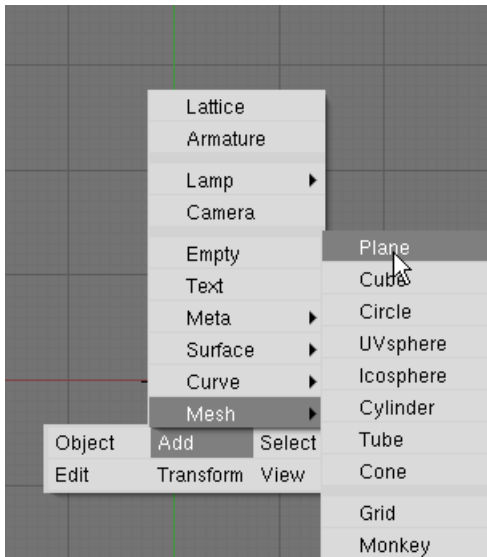 Lattice
Armature
Lamp
Camera
Empty
Text
Meta
Surface
Curve
Mesh
Object Add Select
Edit Transform View
Plane
Cube
Circle
UVsphere
Icosphere
Cylinder
Tube
Cone
Grid
Monkey